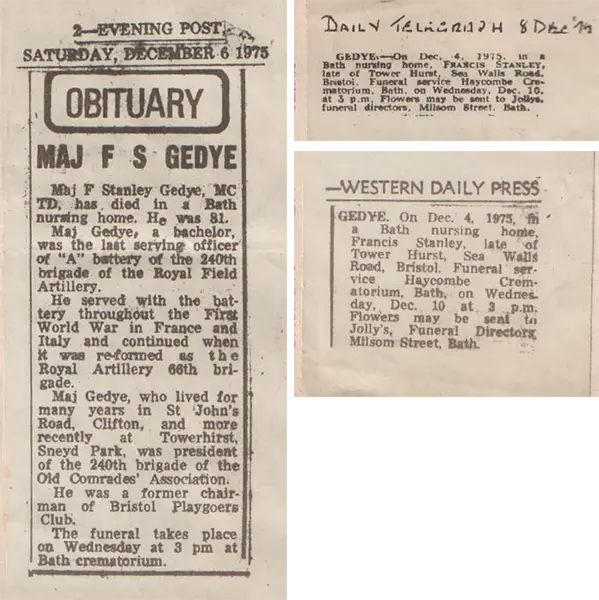 2—EVENING POST,
SATURDAY, DECEMBER 6 1975
OBITUARY
MAJ F S GEDYE
Maj F Stanley Gedye, MC
TD, has died in a Bath
nursing home. He was 81.
Maj Gedye, a bachelor,
was the last serving officer
of "A" battery of the 240th
brigade of the Royal Field
Artillery.
He served with the bat-
tery throughout the First
World War in France and
Italy and continued when
it was re-formed as the
Royal Artillery 66th bri-
gade.
Maj Gedye, who lived for
many years in St John's
Road, Clifton, and more
recently at Towerhirst,
Sneyd Park, was president
of the 240th brigade of the
Old Comrades' Association.
He was a former chair-
man of Bristol Playgoers
Club.
The funeral takes place
on Wednesday at 3 pm at
Bath crematorium.
DAILY TELEGRAPH 8 Dec '75
GEDYE.—On Dec. 4, 1975, in a
Bath nursing home, FRANCIS STANLEY,
late of Tower Hurst, Sea Walls Road,
Bristol. Funeral service Haycombe Cre-
matorium, Bath, on Wednesday, Dec. 10,
at 3 p.m. Flowers may be sent to Jollys,
funeral directors, Milsom Street, Bath.
—WESTERN DAILY PRESS
GEDYE. On Dec. 4, 1975, in
a Bath nursing home,
Francis Stanley, late of
Tower Hurst, Sea Walls
Road, Bristol. Funeral ser-
vice Haycombe Crem-
atorium, Bath, on Wednes-
day, Dec. 10 at 3 p.m.
Flowers may be sent to
Jolly's, Funeral Directors,
Milsom Street, Bath.